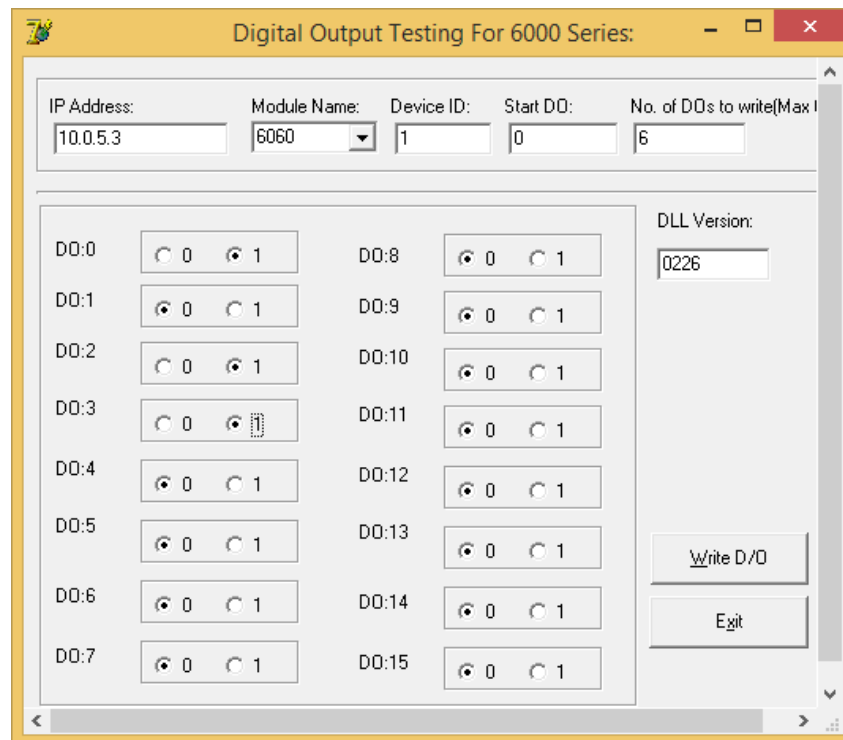 Digital Output Testing For 6000 Series:
IP Address: Module Name: Device ID: Start DO: No. of DOs to write(Max
10.0.5.3 6060 1 0 6
DLL Version:
0226
DO:0 0 1 DO:8 0 1
DO:1 0 1 DO:9 0 1
DO:2 0 1 DO:10 0 1
DO:3 0 1 DO:11 0 1
DO:4 0 1 DO:12 0 1
DO:5 0 1 DO:13 0 1
DO:6 0 1 DO:14 0 1
DO:7 0 1 DO:15 0 1
Write D/O
Exit